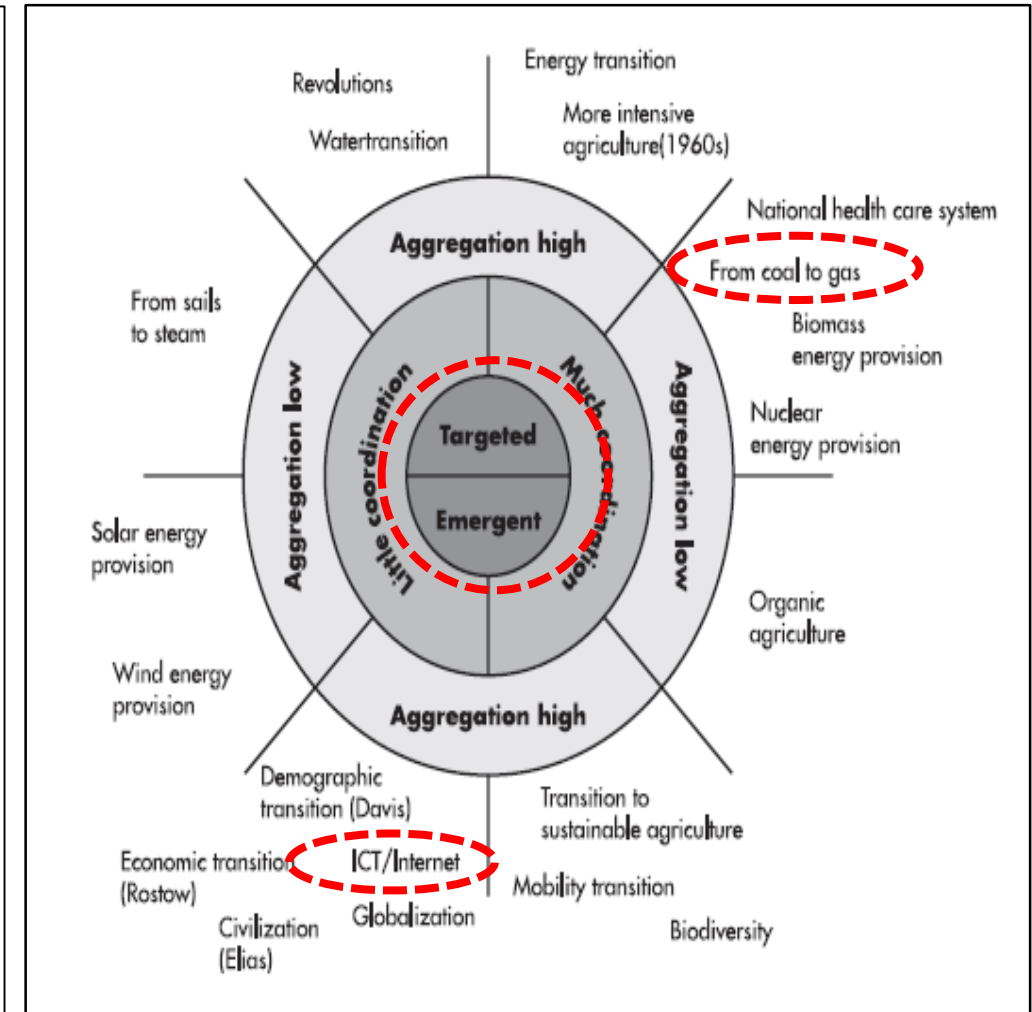 Energy transition
Revolutions
More intensive
agriculture(1960s)
Watertransition
National health care system
Aggregation high
From coal to gas
From sails
to steam
Biomass
energy provision
Aggregation low
Little coordination
Targeted
Much coordination
Aggregation low
Nuclear
energy provision
Emergent
Solar energy
provision
Organic
agriculture
Wind energy
provision
Aggregation high
Demographic
transition (Davis)
Transition to
sustainable agriculture
Economic transition
(Rostow)
ICT/Internet
Mobility transition
Globalization
Civilization
(Elias)
Biodiversity